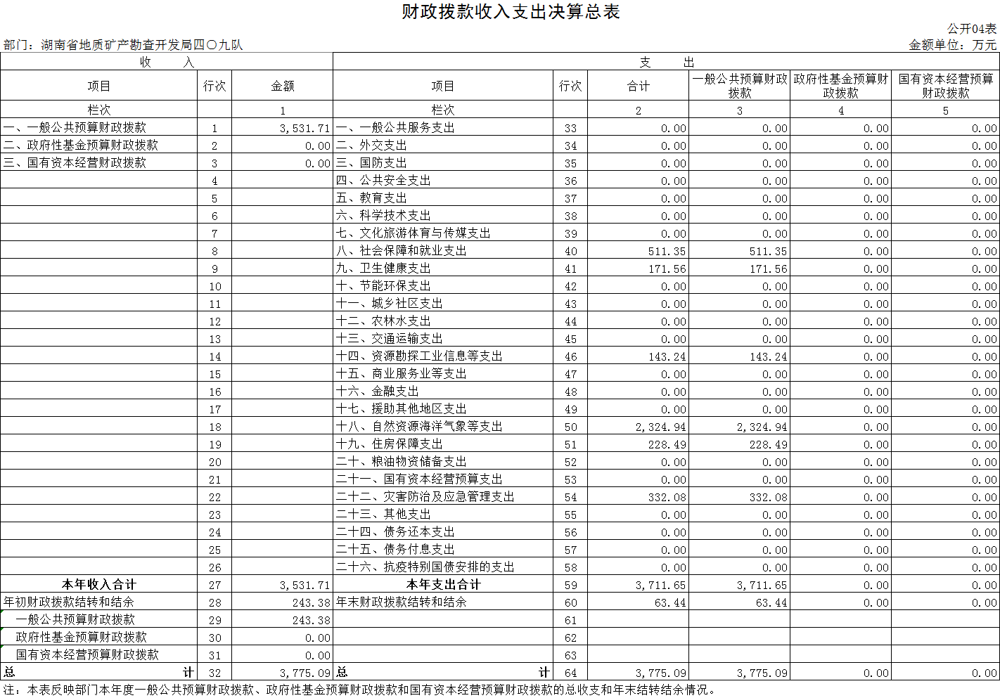 财政拨款收入支出决算总表
公开04表
部门：湖南省地质矿产勘查开发局四〇九队 金额单位：万元
收 入 支 出
项目 行次 金额 项目 行次 合计 一般公共预算财政拨款 政府性基金预算财政拨款 国有资本经营预算财政拨款
栏次 1 栏次 2 3 4 5
一、一般公共预算财政拨款 1 3,531.71 一、一般公共服务支出 33 0.00 0.00 0.00 0.00
二、政府性基金预算财政拨款 2 0.00 二、外交支出 34 0.00 0.00 0.00 0.00
三、国有资本经营财政拨款 3 0.00 三、国防支出 35 0.00 0.00 0.00 0.00
4 四、公共安全支出 36 0.00 0.00 0.00 0.00
5 五、教育支出 37 0.00 0.00 0.00 0.00
6 六、科学技术支出 38 0.00 0.00 0.00 0.00
7 七、文化旅游体育与传媒支出 39 0.00 0.00 0.00 0.00
8 八、社会保障和就业支出 40 511.35 511.35 0.00 0.00
9 九、卫生健康支出 41 171.56 171.56 0.00 0.00
10 十、节能环保支出 42 0.00 0.00 0.00 0.00
11 十一、城乡社区支出 43 0.00 0.00 0.00 0.00
12 十二、农林水支出 44 0.00 0.00 0.00 0.00
13 十三、交通运输支出 45 0.00 0.00 0.00 0.00
14 十四、资源勘探工业信息等支出 46 143.24 143.24 0.00 0.00
15 十五、商业服务业等支出 47 0.00 0.00 0.00 0.00
16 十六、金融支出 48 0.00 0.00 0.00 0.00
17 十七、援助其他地区支出 49 0.00 0.00 0.00 0.00
18 十八、自然资源海洋气象等支出 50 2,324.94 2,324.94 0.00 0.00
19 十九、住房保障支出 51 228.49 228.49 0.00 0.00
20 二十、粮油物资储备支出 52 0.00 0.00 0.00 0.00
21 二十一、国有资本经营预算支出 53 0.00 0.00 0.00 0.00
22 二十二、灾害防治及应急管理支出 54 332.08 332.08 0.00 0.00
23 二十三、其他支出 55 0.00 0.00 0.00 0.00
24 二十四、债务还本支出 56 0.00 0.00 0.00 0.00
25 二十五、债务付息支出 57 0.00 0.00 0.00 0.00
26 二十六、抗疫特别国债安排的支出 58 0.00 0.00 0.00 0.00
本年收入合计 27 3,531.71 本年支出合计 59 3,711.65 3,711.65 0.00 0.00
年初财政拨款结转和结余 28 243.38 年末财政拨款结转和结余 60 63.44 63.44 0.00 0.00
一般公共预算财政拨款 29 243.38 61
政府性基金预算财政拨款 30 0.00 62
国有资本经营预算财政拨款 31 0.00 63
总 计 32 3,775.09 总 计 64 3,775.09 3,775.09 0.00 0.00
注：本表反映部门本年度一般公共预算财政拨款、政府性基金预算财政拨款和国有资本经营预算财政拨款的总收支和年末结转结余情况。